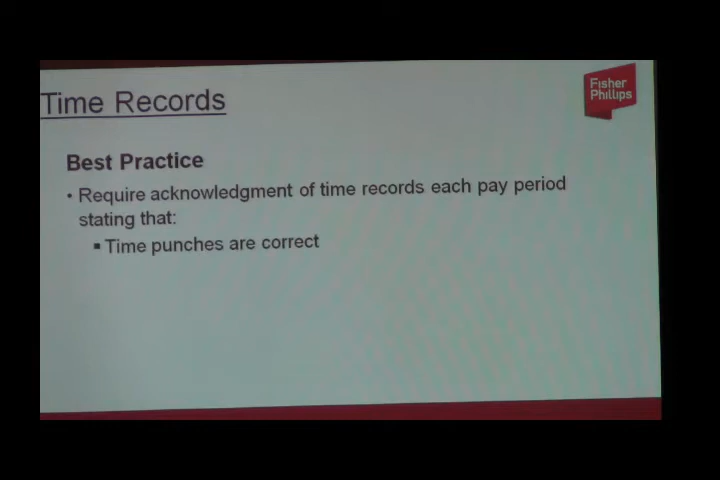 Time Records
Fisher
Phillips
Best Practice
• Require acknowledgment of time records each pay period
stating that:
▪ Time punches are correct